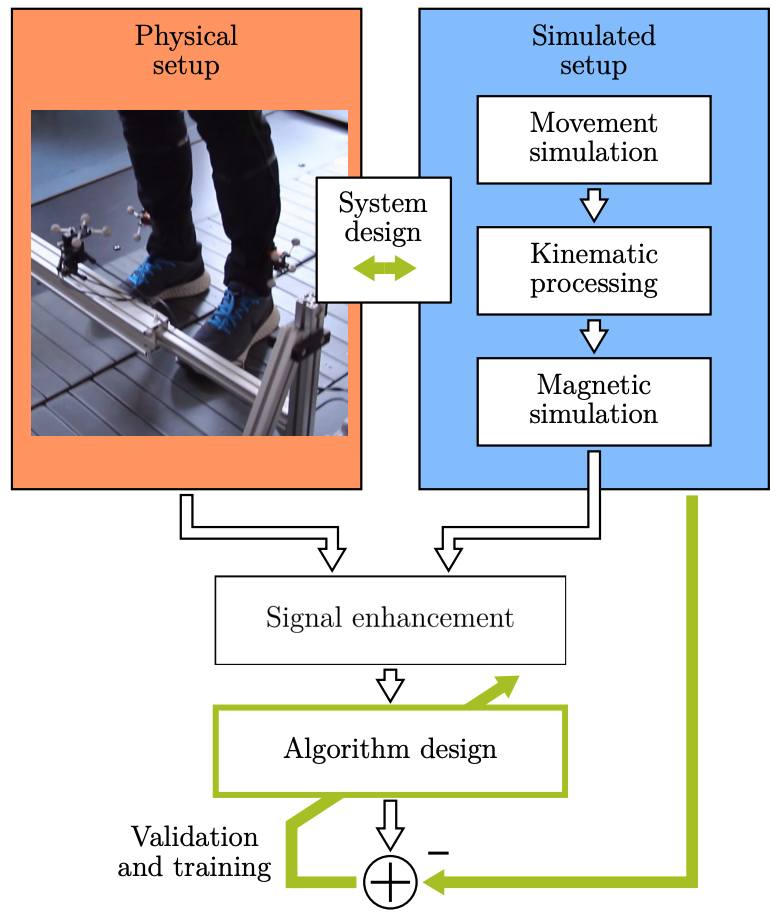 Physical
setup
Simulated
setup
Movement
simulation
System
design
Kinematic
processing
Magnetic
simulation
Signal enhancement
Algorithm design
Validation
and training
−